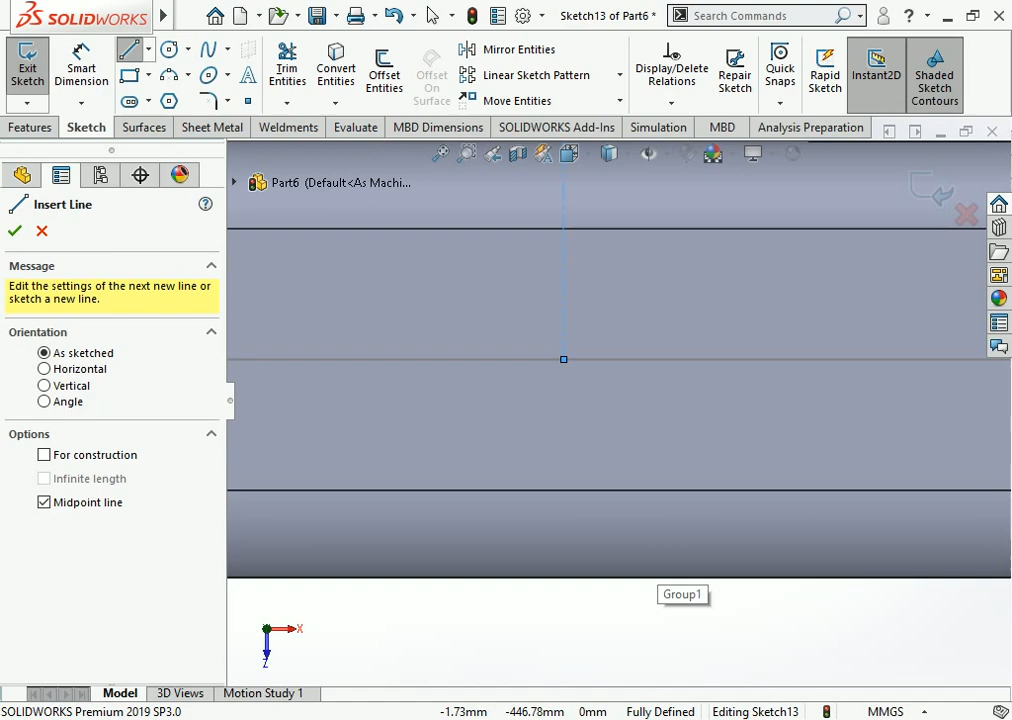 SOLIDWORKS
Sketch13 of Part6 *
Search Commands
?
Exit Sketch
Smart Dimension
Trim Entities
Convert Entities
Offset Entities
Offset On Surface
Mirror Entities
Linear Sketch Pattern
Move Entities
Display/Delete Relations
Repair Sketch
Quick Snaps
Rapid Sketch
Instant2D
Shaded Sketch Contours
Features
Sketch
Surfaces
Sheet Metal
Weldments
Evaluate
MBD Dimensions
SOLIDWORKS Add-Ins
Simulation
MBD
Analysis Preparation
Part6 (Default<As Machi...
Insert Line
?
Message
Edit the settings of the next new line or
sketch a new line.
Orientation
As sketched
Horizontal
Vertical
Angle
Options
For construction
Infinite length
Midpoint line
Group1
X
Z
Model
3D Views
Motion Study 1
SOLIDWORKS Premium 2019 SP3.0
-1.73mm
-446.78mm
0mm
Fully Defined
Editing Sketch13
MMGS